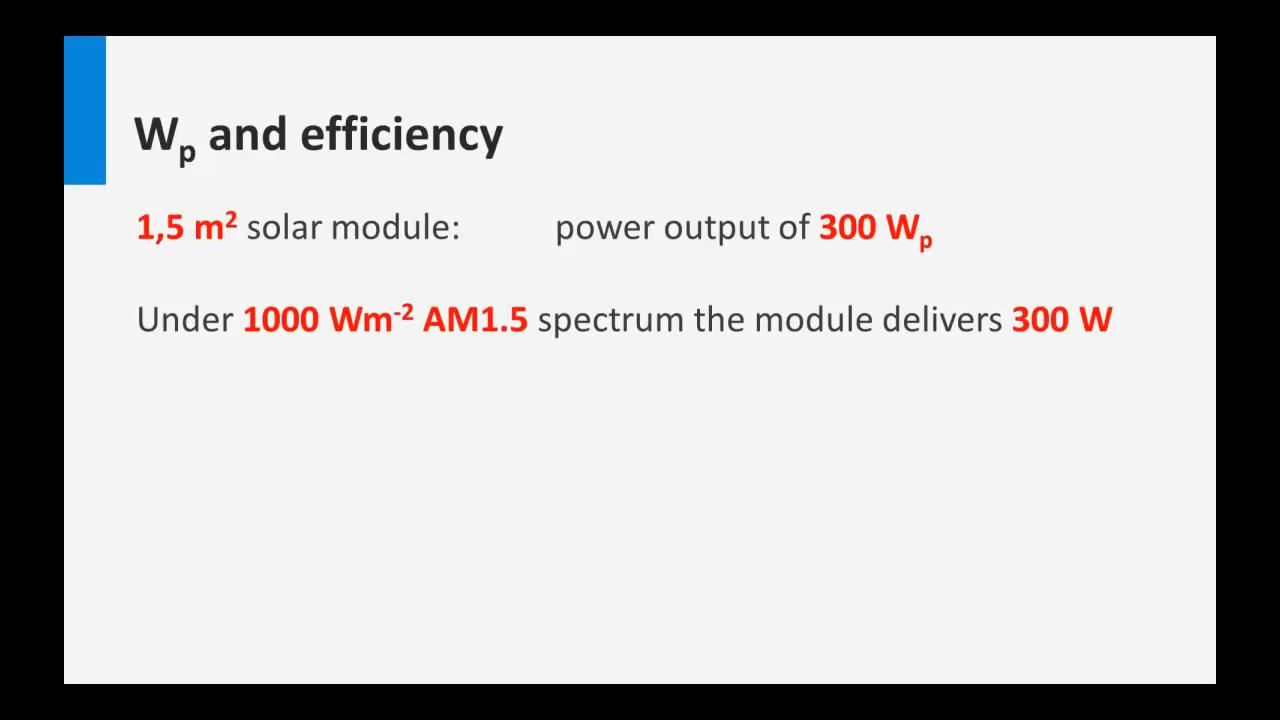 Wp and efficiency
1,5 m² solar module: power output of 300 Wp
Under 1000 Wm⁻² AM1.5 spectrum the module delivers 300 W